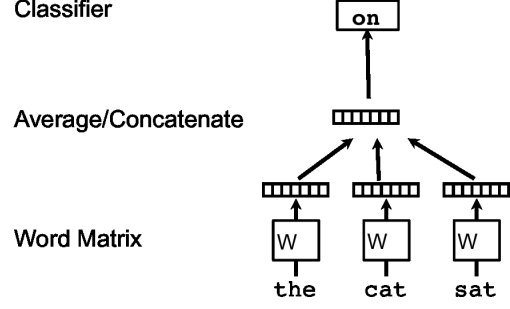 Classifier on
Average/Concatenate
Word Matrix W W W
the cat sat